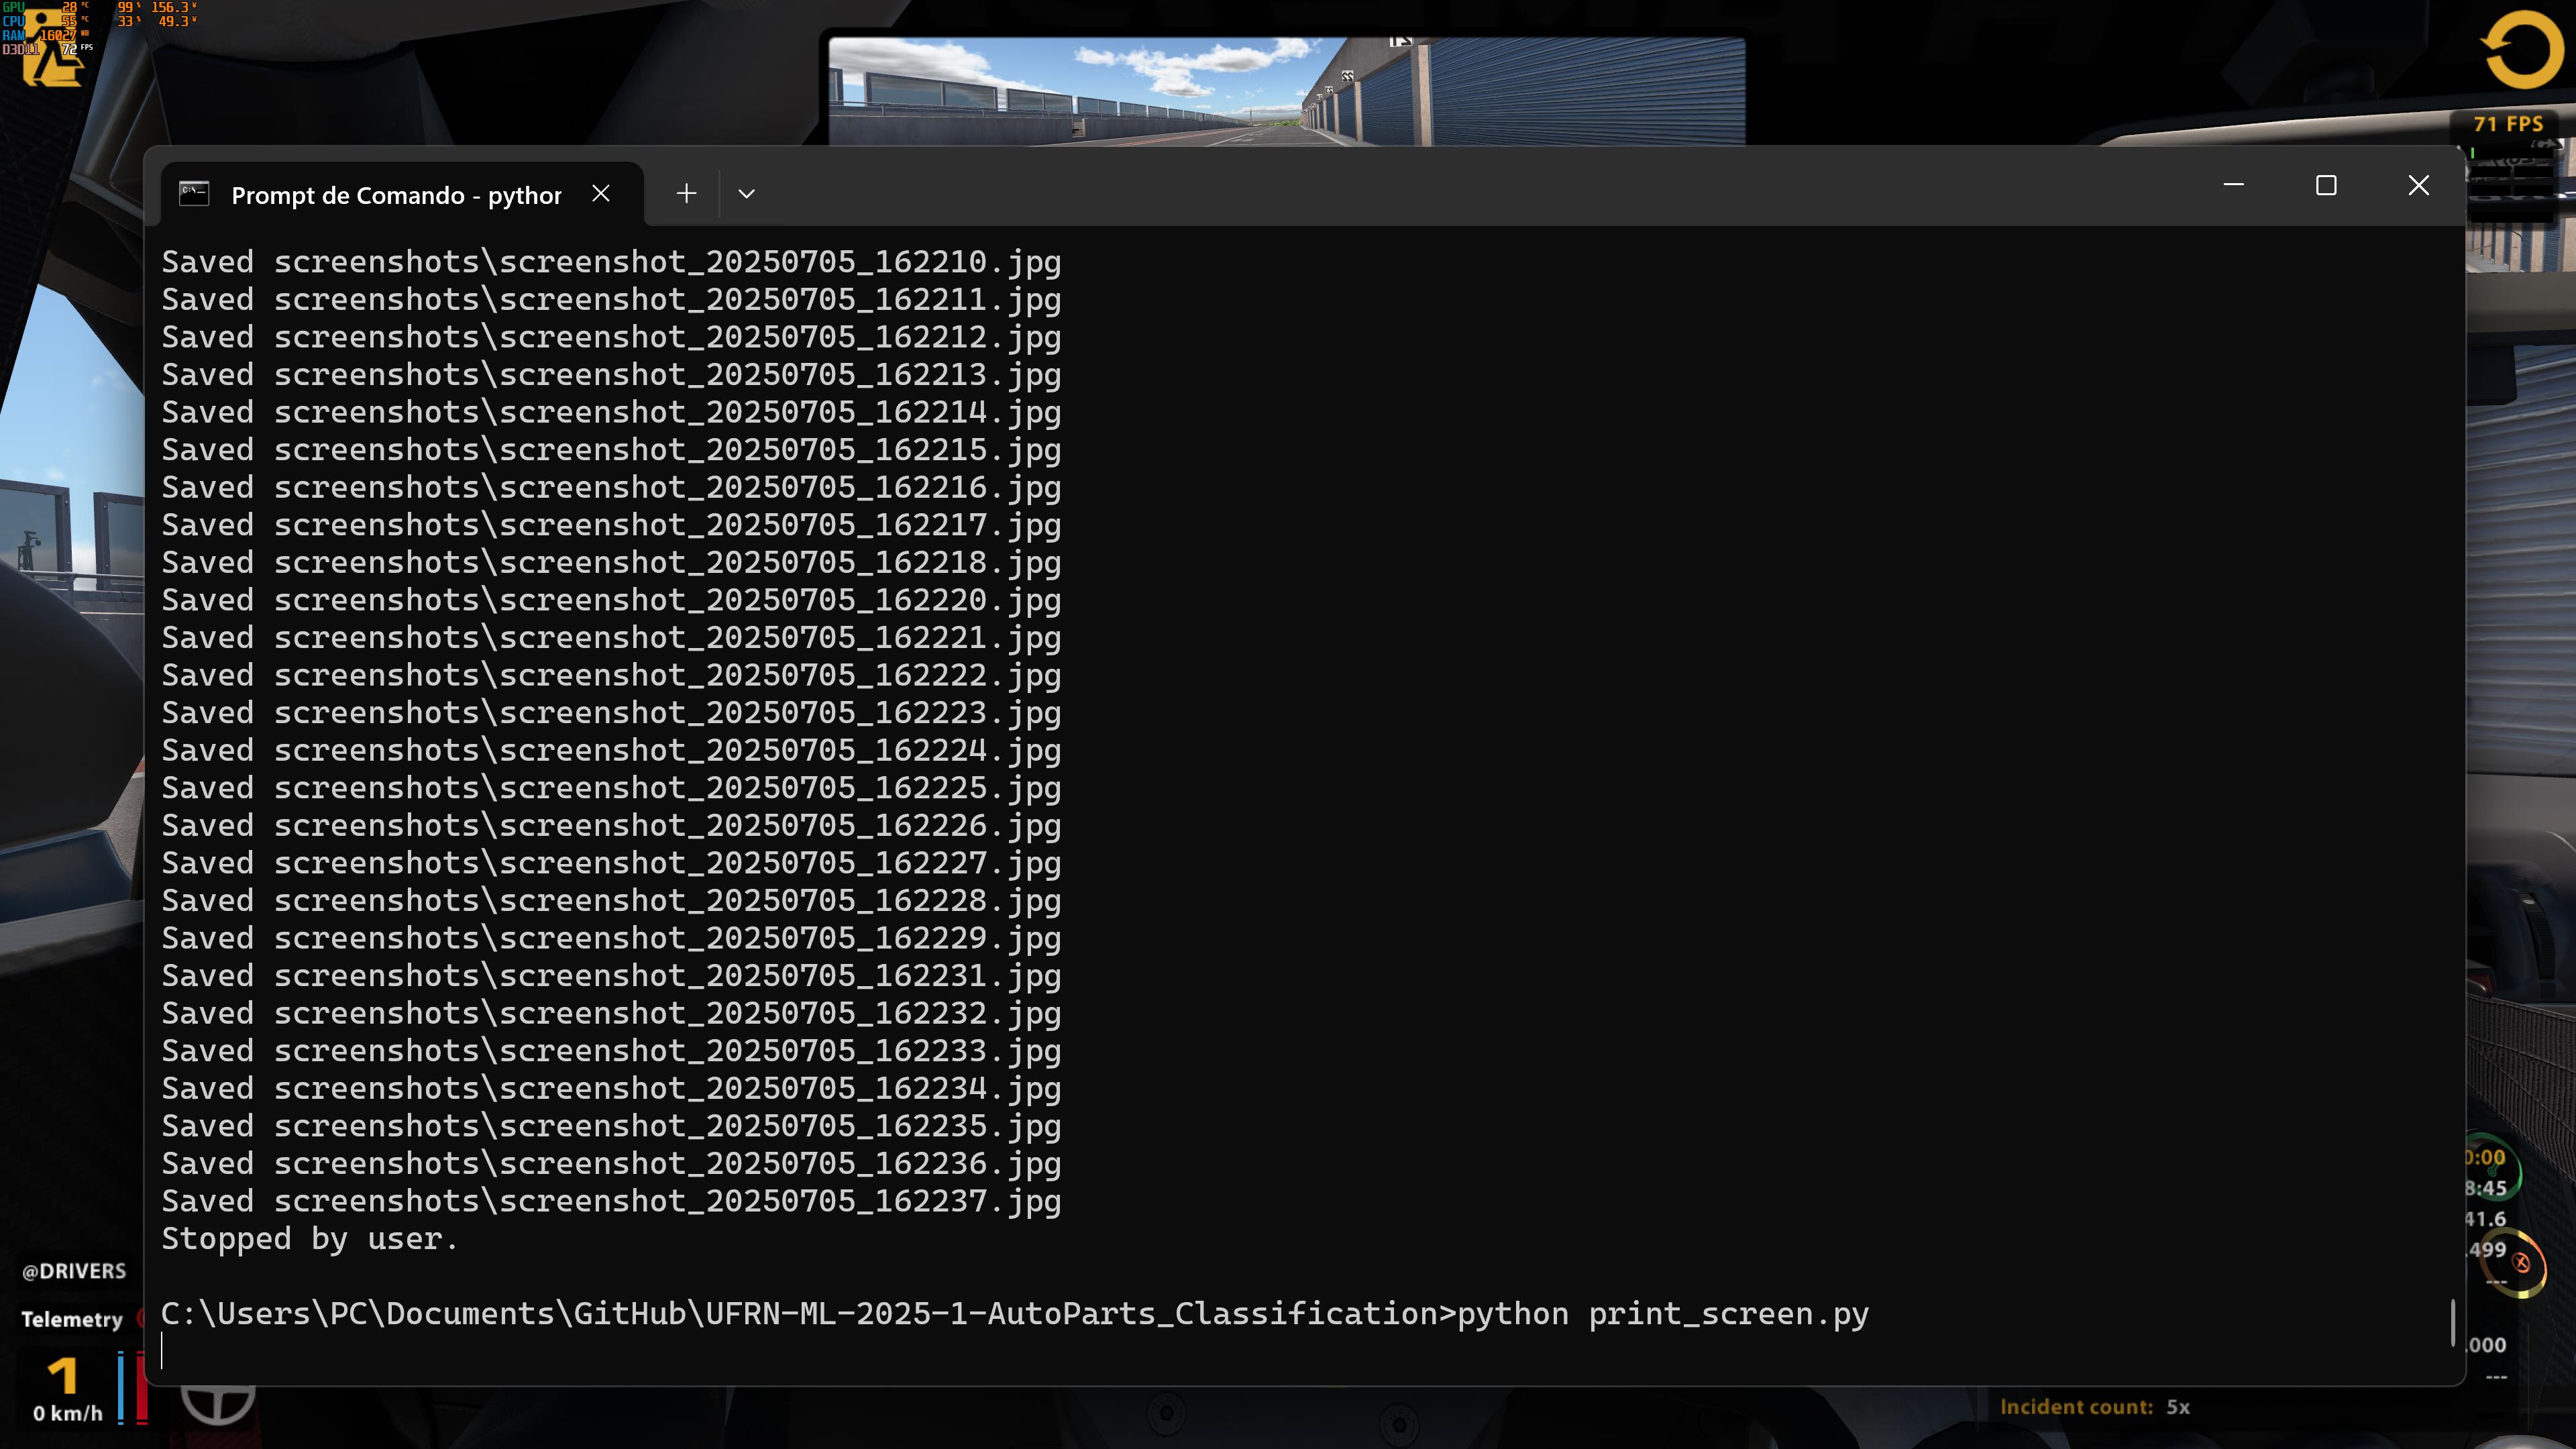 GPU 28 °C 99 % 156.3 W
CPU 55 °C 33 % 49.3 W
RAM 16027 MB
D3D11 72 FPS
71 FPS
Prompt de Comando - python
Saved screenshots\screenshot_20250705_162210.jpg
Saved screenshots\screenshot_20250705_162211.jpg
Saved screenshots\screenshot_20250705_162212.jpg
Saved screenshots\screenshot_20250705_162213.jpg
Saved screenshots\screenshot_20250705_162214.jpg
Saved screenshots\screenshot_20250705_162215.jpg
Saved screenshots\screenshot_20250705_162216.jpg
Saved screenshots\screenshot_20250705_162217.jpg
Saved screenshots\screenshot_20250705_162218.jpg
Saved screenshots\screenshot_20250705_162220.jpg
Saved screenshots\screenshot_20250705_162221.jpg
Saved screenshots\screenshot_20250705_162222.jpg
Saved screenshots\screenshot_20250705_162223.jpg
Saved screenshots\screenshot_20250705_162224.jpg
Saved screenshots\screenshot_20250705_162225.jpg
Saved screenshots\screenshot_20250705_162226.jpg
Saved screenshots\screenshot_20250705_162227.jpg
Saved screenshots\screenshot_20250705_162228.jpg
Saved screenshots\screenshot_20250705_162229.jpg
Saved screenshots\screenshot_20250705_162231.jpg
Saved screenshots\screenshot_20250705_162232.jpg
Saved screenshots\screenshot_20250705_162233.jpg
Saved screenshots\screenshot_20250705_162234.jpg
Saved screenshots\screenshot_20250705_162235.jpg
Saved screenshots\screenshot_20250705_162236.jpg
Saved screenshots\screenshot_20250705_162237.jpg
Stopped by user.
C:\Users\PC\Documents\GitHub\UFRN-ML-2025-1-AutoParts_Classification>python print_screen.py
@DRIVERS
Telemetry
1
0 km/h
0:00
8:45
41.6
.499
---
.000
---
Incident count: 5x